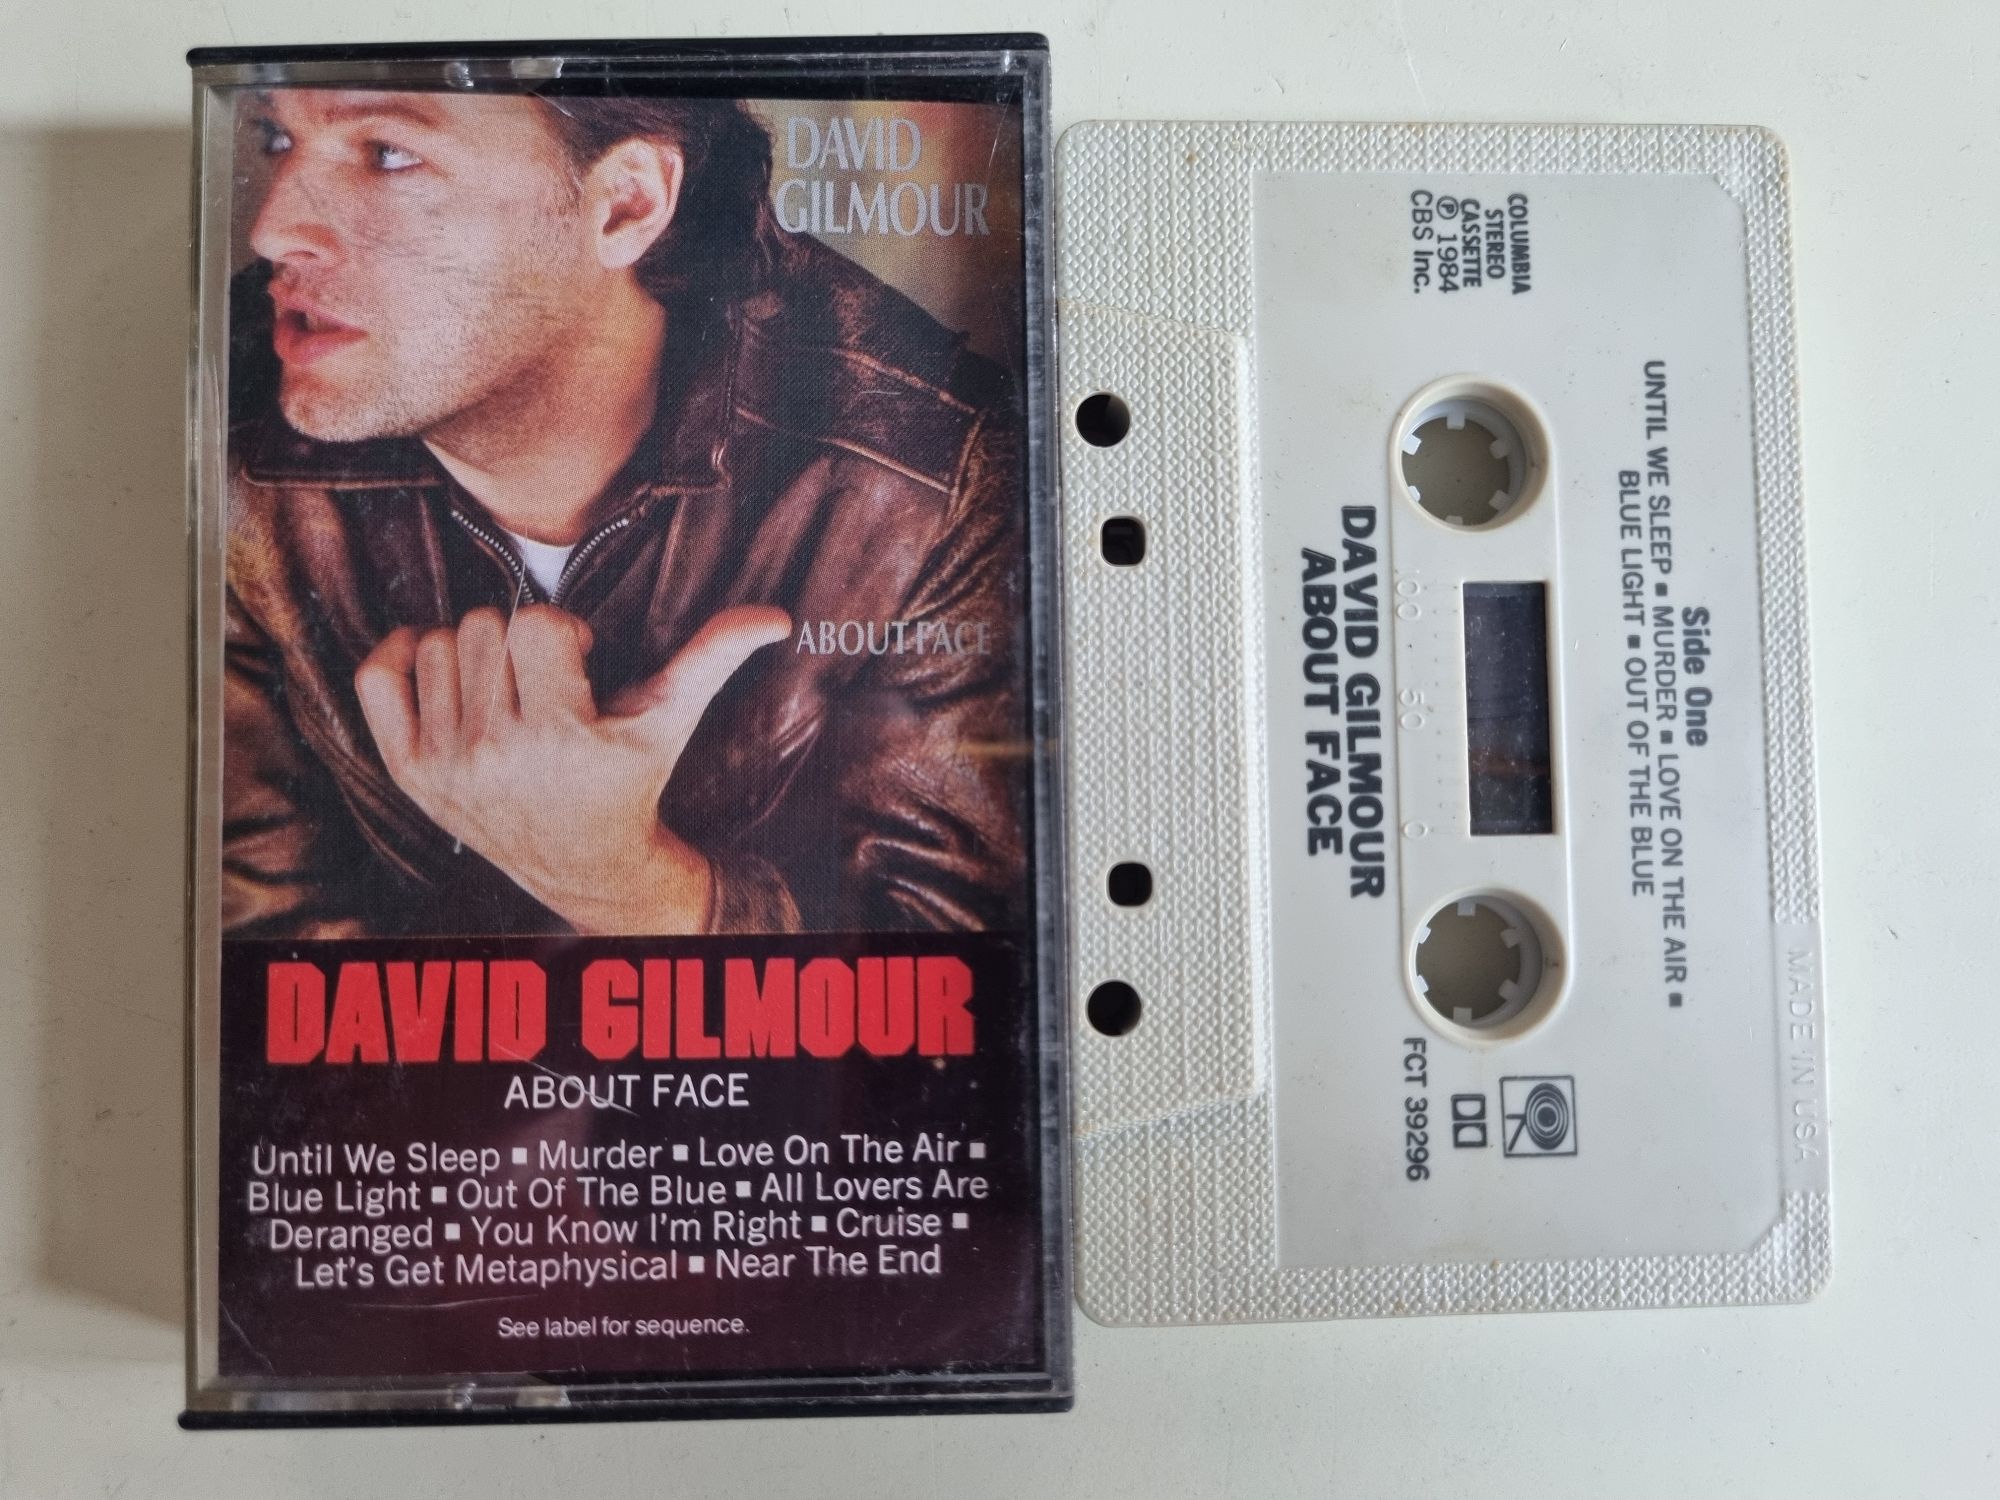 DAVID
GILMOUR
ABOUT FACE
DAVID GILMOUR
ABOUT FACE
Until We Sleep ▪ Murder ▪ Love On The Air ▪
Blue Light ▪ Out Of The Blue ▪ All Lovers Are
Deranged ▪ You Know I'm Right ▪ Cruise ▪
Let's Get Metaphysical ▪ Near The End
See label for sequence.
COLUMBIA
STEREO
CASSETTE
℗ 1984
CBS Inc.
Side One
UNTIL WE SLEEP ▪ MURDER ▪ LOVE ON THE AIR ▪
BLUE LIGHT ▪ OUT OF THE BLUE
100 50 0
DAVID GILMOUR
ABOUT FACE
FCT 39296
MADE IN USA